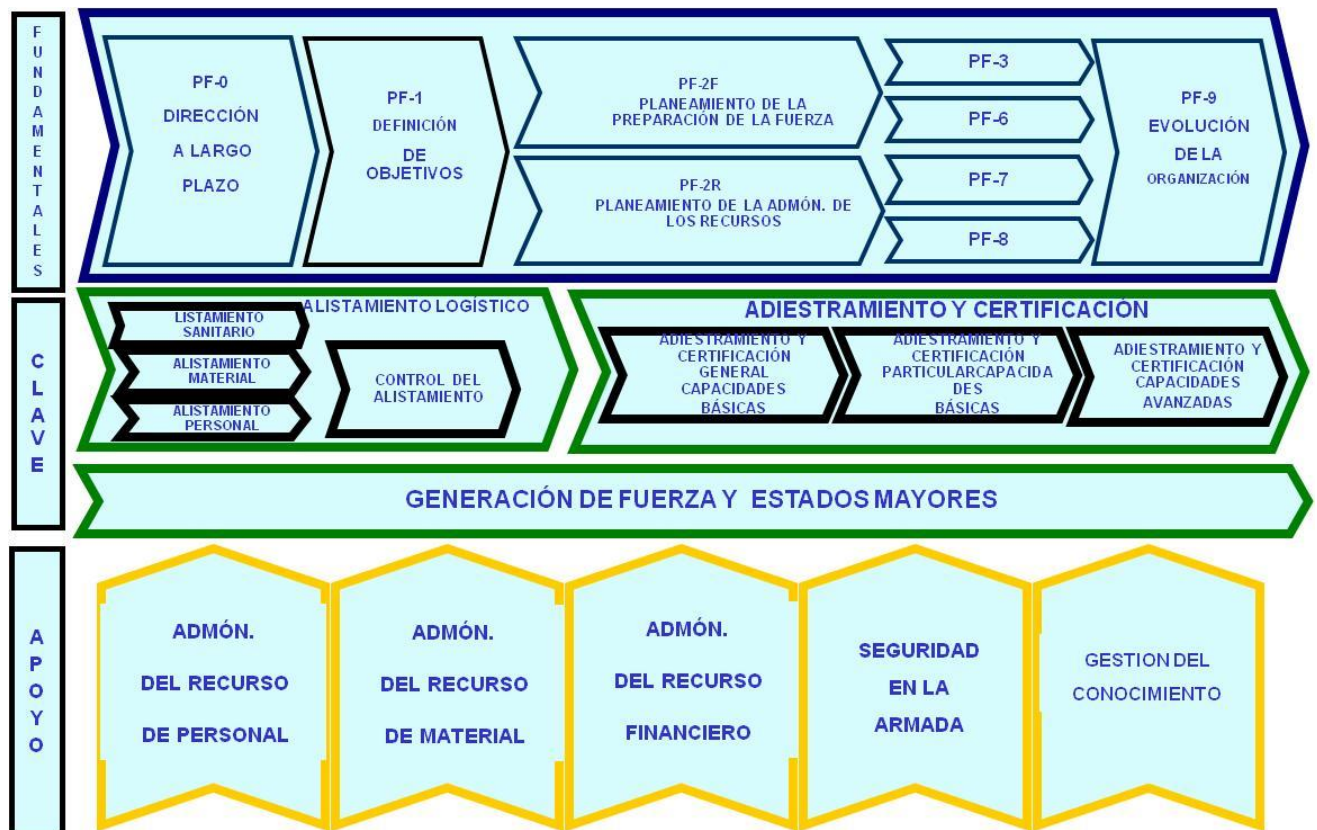 FUNDAMENTALES
PF-0
DIRECCIÓN
A LARGO
PLAZO
PF-1
DEFINICIÓN
DE
OBJETIVOS
PF-2F
PLANEAMIENTO DE LA
PREPARACIÓN DE LA FUERZA
PF-2R
PLANEAMIENTO DE LA ADMÓN. DE
LOS RECURSOS
PF-3
PF-6
PF-7
PF-8
PF-9
EVOLUCIÓN
DE LA
ORGANIZACIÓN
CLAVE
ALISTAMIENTO LOGÍSTICO
LISTAMIENTO
SANITARIO
ALISTAMIENTO
MATERIAL
ALISTAMIENTO
PERSONAL
CONTROL DEL
ALISTAMIENTO
ADIESTRAMIENTO Y CERTIFICACIÓN
ADIESTRAMIENTO Y
CERTIFICACIÓN
GENERAL
CAPACIDADES
BÁSICAS
ADIESTRAMIENTO Y
CERTIFICACIÓN
PARTICULARCAPACIDA
DES
BÁSICAS
ADIESTRAMIENTO Y
CERTIFICACIÓN
CAPACIDADES
AVANZADAS
GENERACIÓN DE FUERZA Y ESTADOS MAYORES
APOYO
ADMÓN.
DEL RECURSO
DE PERSONAL
ADMÓN.
DEL RECURSO
DE MATERIAL
ADMÓN.
DEL RECURSO
FINANCIERO
SEGURIDAD
EN LA
ARMADA
GESTION DEL
CONOCIMIENTO